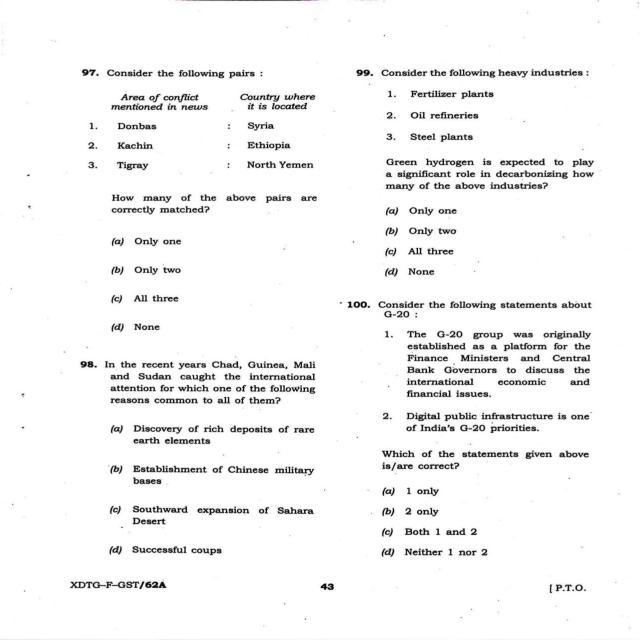 97. Consider the following pairs :
Area of conflict Country where
mentioned in news it is located
1. Donbas : Syria
2. Kachin : Ethiopia
3. Tigray : North Yemen
How many of the above pairs are
correctly matched?
(a) Only one
(b) Only two
(c) All three
(d) None
98. In the recent years Chad, Guinea, Mali
and Sudan caught the international
attention for which one of the following
reasons common to all of them?
(a) Discovery of rich deposits of rare
earth elements
(b) Establishment of Chinese military
bases
(c) Southward expansion of Sahara
Desert
(d) Successful coups
99. Consider the following heavy industries :
1. Fertilizer plants
2. Oil refineries
3. Steel plants
Green hydrogen is expected to play
a significant role in decarbonizing how
many of the above industries?
(a) Only one
(b) Only two
(c) All three
(d) None
100. Consider the following statements about
G-20 :
1. The G-20 group was originally
established as a platform for the
Finance Ministers and Central
Bank Governors to discuss the
international economic and
financial issues.
2. Digital public infrastructure is one
of India's G-20 priorities.
Which of the statements given above
is/are correct?
(a) 1 only
(b) 2 only
(c) Both 1 and 2
(d) Neither 1 nor 2
XDTG-F-GST/62A 43 [ P.T.O.